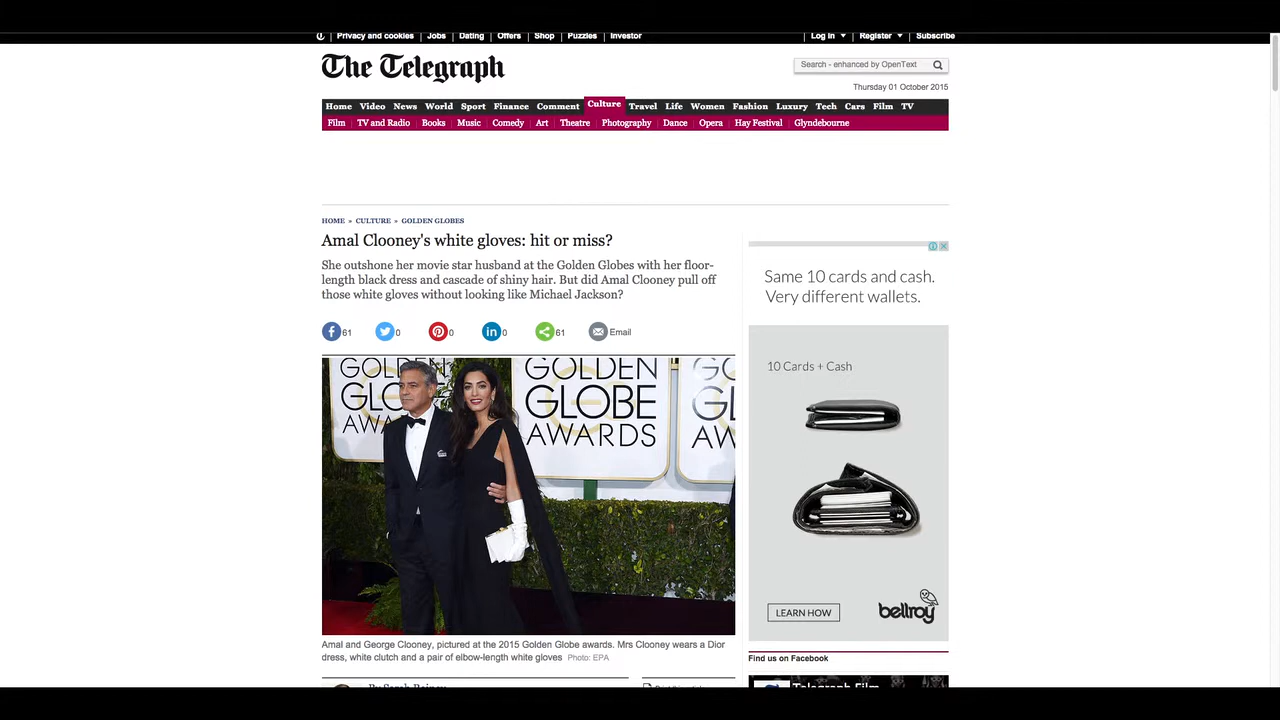 Privacy and cookies Jobs Dating Offers Shop Puzzles Investor Log in Register Subscribe
The Telegraph
Search - enhanced by OpenText
Thursday 01 October 2015
Home Video News World Sport Finance Comment Culture Travel Life Women Fashion Luxury Tech Cars Film TV
Film TV and Radio Books Music Comedy Art Theatre Photography Dance Opera Hay Festival Glyndebourne
HOME » CULTURE » GOLDEN GLOBES
Amal Clooney's white gloves: hit or miss?
She outshone her movie star husband at the Golden Globes with her floor-
length black dress and cascade of shiny hair. But did Amal Clooney pull off
those white gloves without looking like Michael Jackson?
61 0 0 in 0 61 Email
GOLDEN
GLOBE
AWARDS
Amal and George Clooney, pictured at the 2015 Golden Globe awards. Mrs Clooney wears a Dior
dress, white clutch and a pair of elbow-length white gloves Photo: EPA
Same 10 cards and cash.
Very different wallets.
10 Cards + Cash
LEARN HOW
bellroy
Find us on Facebook
Telegraph Film